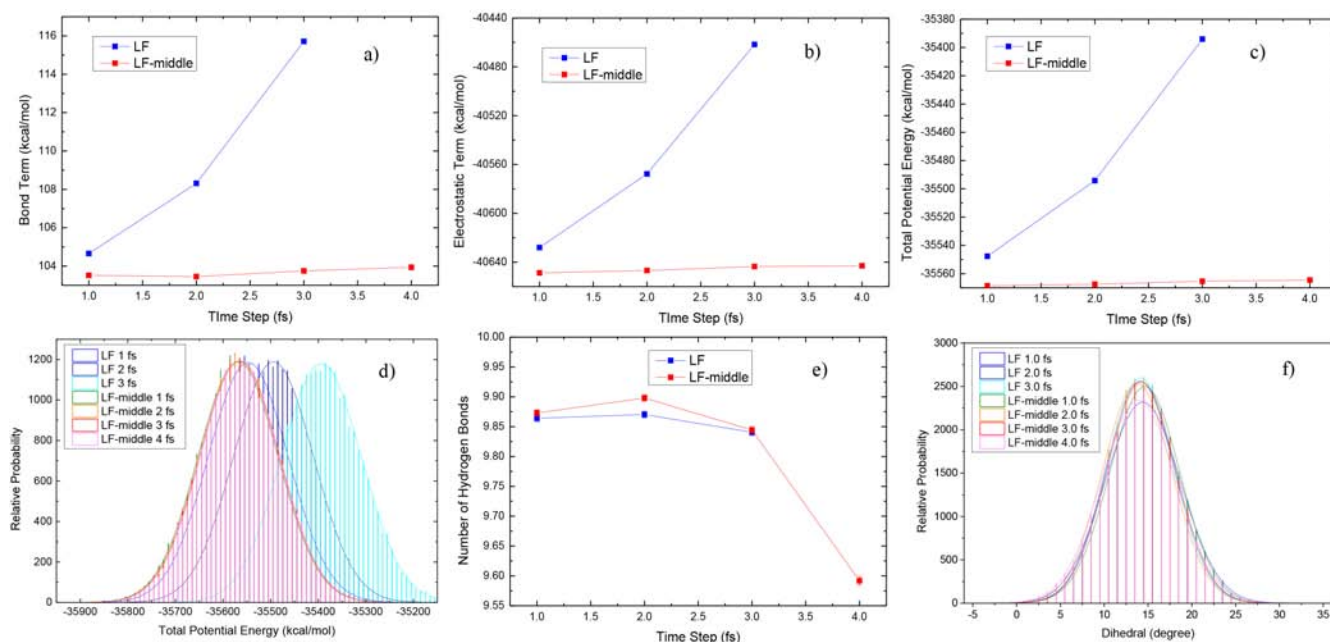 LF
LF-middle
a)
116
114
112
110
108
106
104
Bond Term (kcal/mol)
1.0 1.5 2.0 2.5 3.0 3.5 4.0
TIme Step (fs)
LF
LF-middle
b)
-40440
-40480
-40520
-40560
-40600
-40640
Electrostatic Term (kcal/mol)
1.0 1.5 2.0 2.5 3.0 3.5 4.0
TIme Step (fs)
LF
LF-middle
c)
-35380
-35400
-35420
-35440
-35460
-35480
-35500
-35520
-35540
-35560
Total Potential Energy (kcal/mol)
1.0 1.5 2.0 2.5 3.0 3.5 4.0
TIme Step (fs)
LF 1 fs
LF 2 fs
LF 3 fs
LF-middle 1 fs
LF-middle 2 fs
LF-middle 3 fs
LF-middle 4 fs
d)
1200
1000
800
600
400
200
0
Relative Probability
-35900 -35800 -35700 -35600 -35500 -35400 -35300 -35200
Total Potential Energy (kcal/mol)
LF
LF-middle
e)
10.00
9.95
9.90
9.85
9.80
9.75
9.70
9.65
9.60
9.55
Number of Hydrogen Bonds
1.0 1.5 2.0 2.5 3.0 3.5 4.0
Time Step (fs)
LF 1.0 fs
LF 2.0 fs
LF 3.0 fs
LF-middle 1.0 fs
LF-middle 2.0 fs
LF-middle 3.0 fs
LF-middle 4.0 fs
f)
3000
2500
2000
1500
1000
500
0
Relative Probability
-5 0 5 10 15 20 25 30 35
Dihedral (degree)